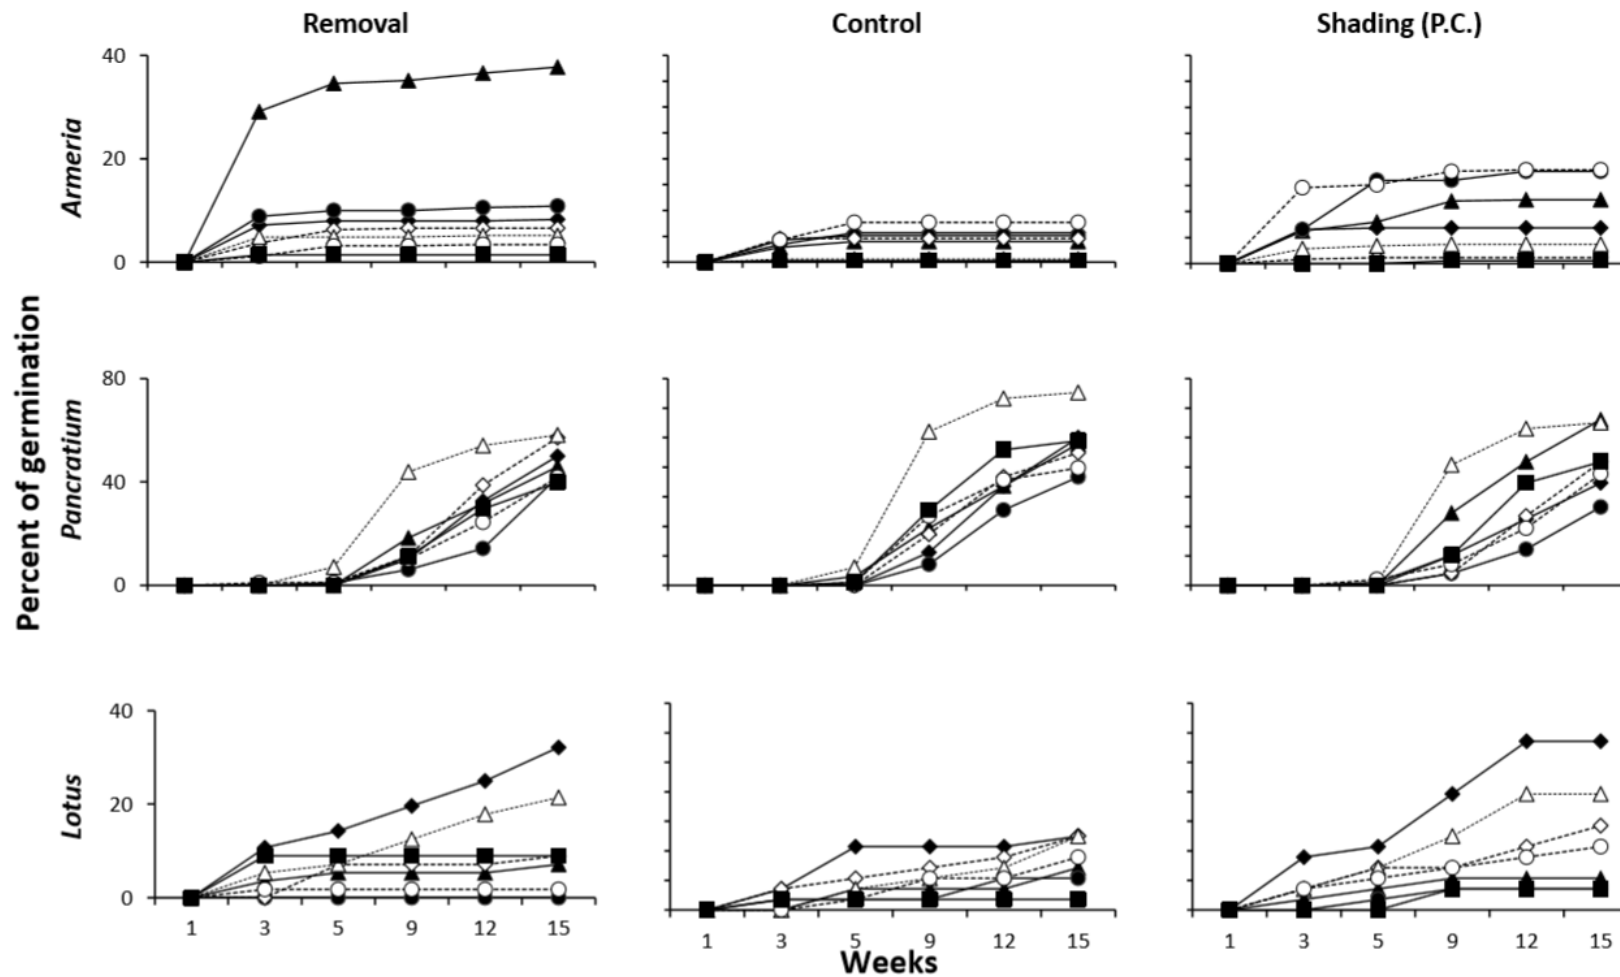 Removal Control Shading (P.C.)
Percent of germination
Armeria
40
20
0
Pancratium
80
40
0
Lotus
40
20
0
1 3 5 9 12 15 1 3 5 9 12 15 1 3 5 9 12 15
Weeks